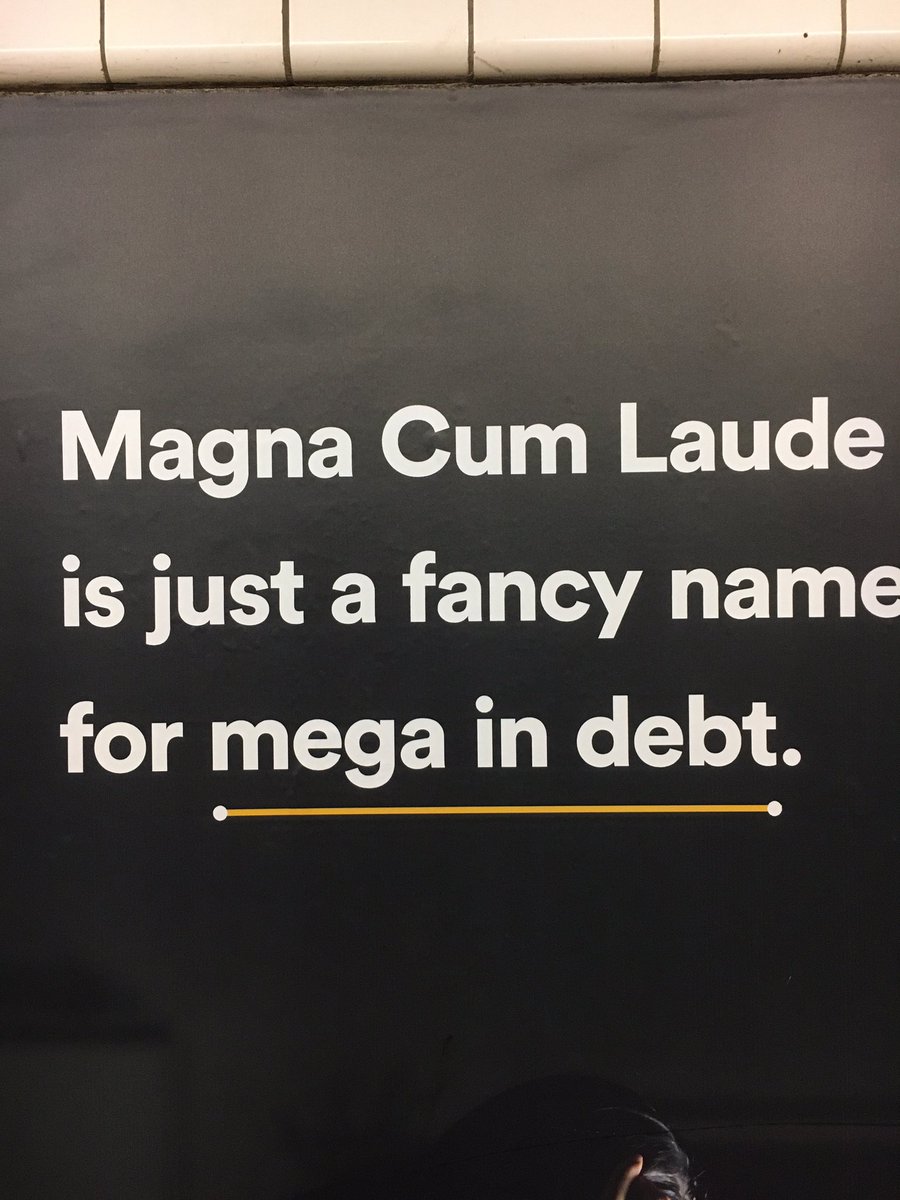 Magna Cum Laude
is just a fancy name
for mega in debt.